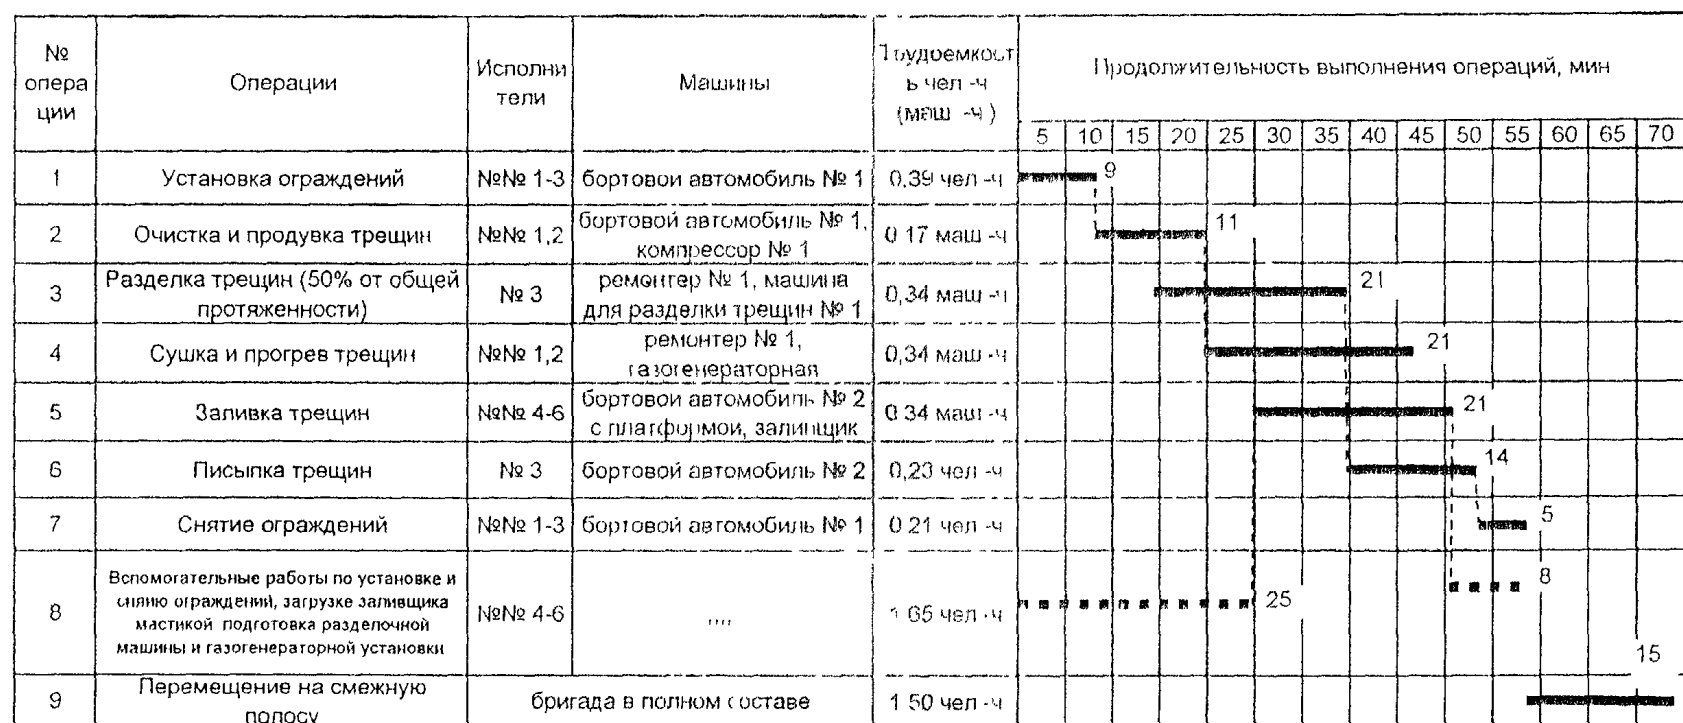 № опера ции
Операции
Исполни тели
Машины
Трудоемкост ь чел -ч (маш -ч)
Продолжительность выполнения операций, мин
5 10 15 20 25 30 35 40 45 50 55 60 65 70
1 Установка ограждений №№ 1-3 бортовои автомобиль № 1 0,39 чел -ч 9
2 Очистка и продувка трещин №№ 1,2 бортовой автомобиль № 1, компрессор № 1 0 17 маш -ч 11
3 Разделка трещин (50% от общей протяженности) № 3 ремонтер № 1, машина для разделки трещин № 1 0,34 маш -ч 21
4 Сушка и прогрев трещин №№ 1,2 ремонтер № 1, газогенераторная 0,34 маш -ч 21
5 Заливка трещин №№ 4-6 бортовои автомобиль № 2 с платформои, заливщик 0 34 маш -ч 21
6 Писыпка трещин № 3 бортовой автомобиль № 2 0,23 чел -ч 14
7 Снятие ограждений №№ 1-3 бортовой автомобиль № 1 0 21 чел -ч 5
8 Вспомогательные работы по установке и снянию ограждений, загрузке заливщика мастикой подготовка разделочной машины и газогенераторной установки №№ 4-6 ,,,, 1 65 чел -ч 25 8
9 Перемещение на смежную полосу бригада в полном составе 1 50 чел -ч 15